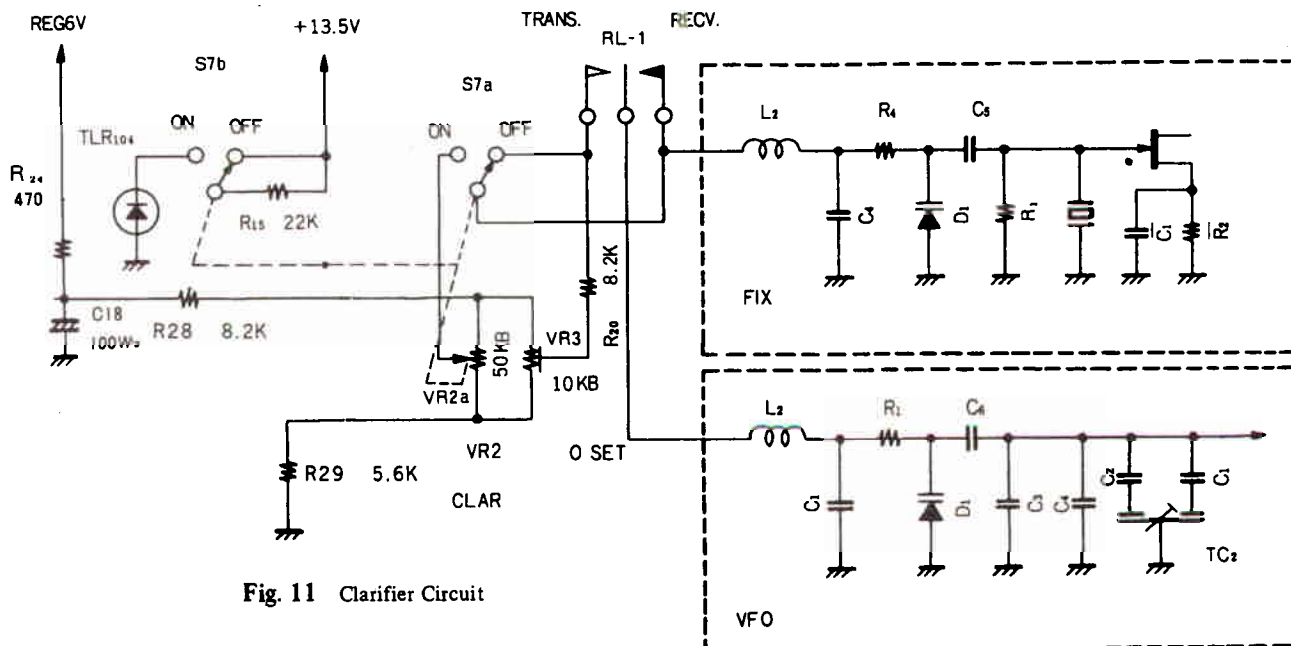 REG6V
+13.5V
TRANS.
RL-1
RECV.
S7b
S7a
ON
OFF
ON
OFF
TLR104
R24
470
R15 22K
L2
R4
C5
C4
D1
R1
C1
R2
FIX
8.2K
R20
C18
R28 8.2K
50KB
VR3
10KB
VR2a
VR2
0 SET
R29 5.6K
CLAR
L2
R1
C6
C1
D1
C3
C4
C2
C1
TC2
VFO
Fig. 11 Clarifier Circuit